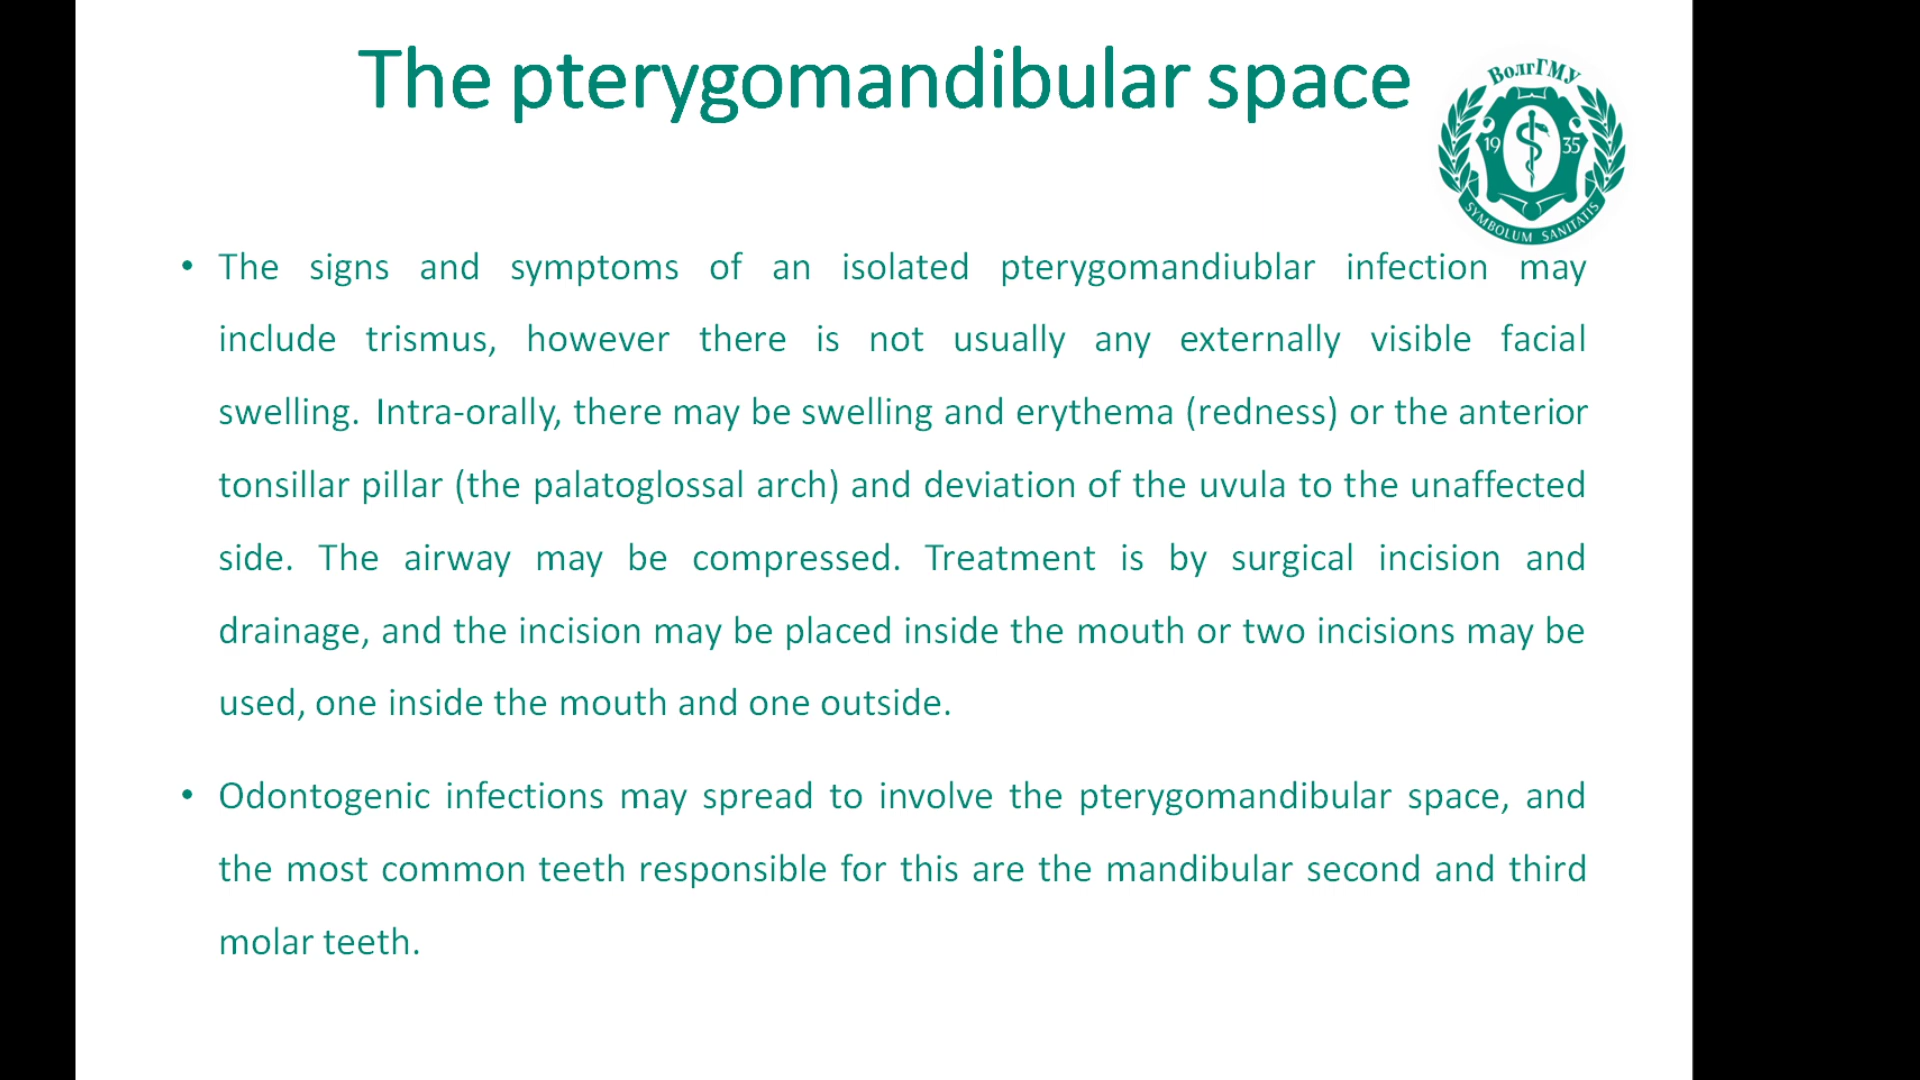 The pterygomandibular space
ВолгГМУ
19 35
SYMBOLUM SANITATIS
• The signs and symptoms of an isolated pterygomandiublar infection may
include trismus, however there is not usually any externally visible facial
swelling. Intra-orally, there may be swelling and erythema (redness) or the anterior
tonsillar pillar (the palatoglossal arch) and deviation of the uvula to the unaffected
side. The airway may be compressed. Treatment is by surgical incision and
drainage, and the incision may be placed inside the mouth or two incisions may be
used, one inside the mouth and one outside.
• Odontogenic infections may spread to involve the pterygomandibular space, and
the most common teeth responsible for this are the mandibular second and third
molar teeth.